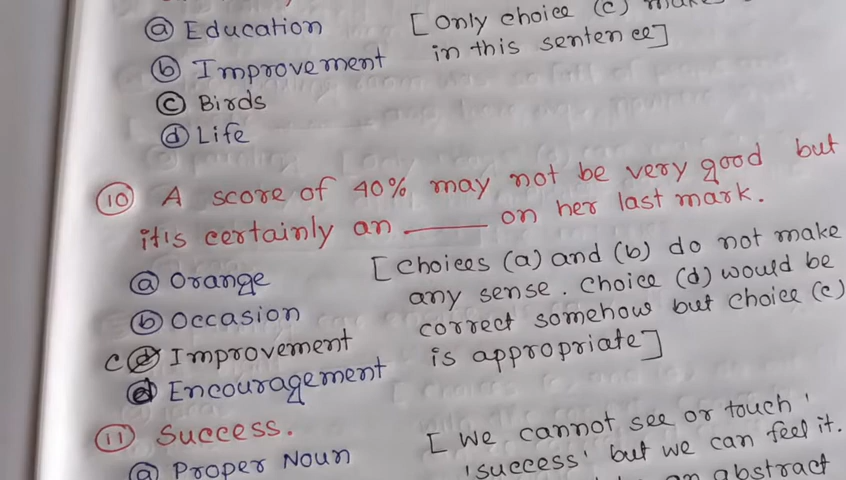 ⓐ Education [Only choice (c)
ⓑ Improvement in this sentence]
ⓒ Birds
ⓓ Life
⑩ A score of 40% may not be very good but
it's certainly an ______ on her last mark.
ⓐ Orange [Choices (a) and (b) do not make
ⓑ Occasion any sense. Choice (d) would be
c Improvement correct somehow but choice (c)
ⓓ Encouragement is appropriate]
⑪ Success. [We cannot see or touch
ⓐ Proper Noun 'success' but we can feel it.
an abstract